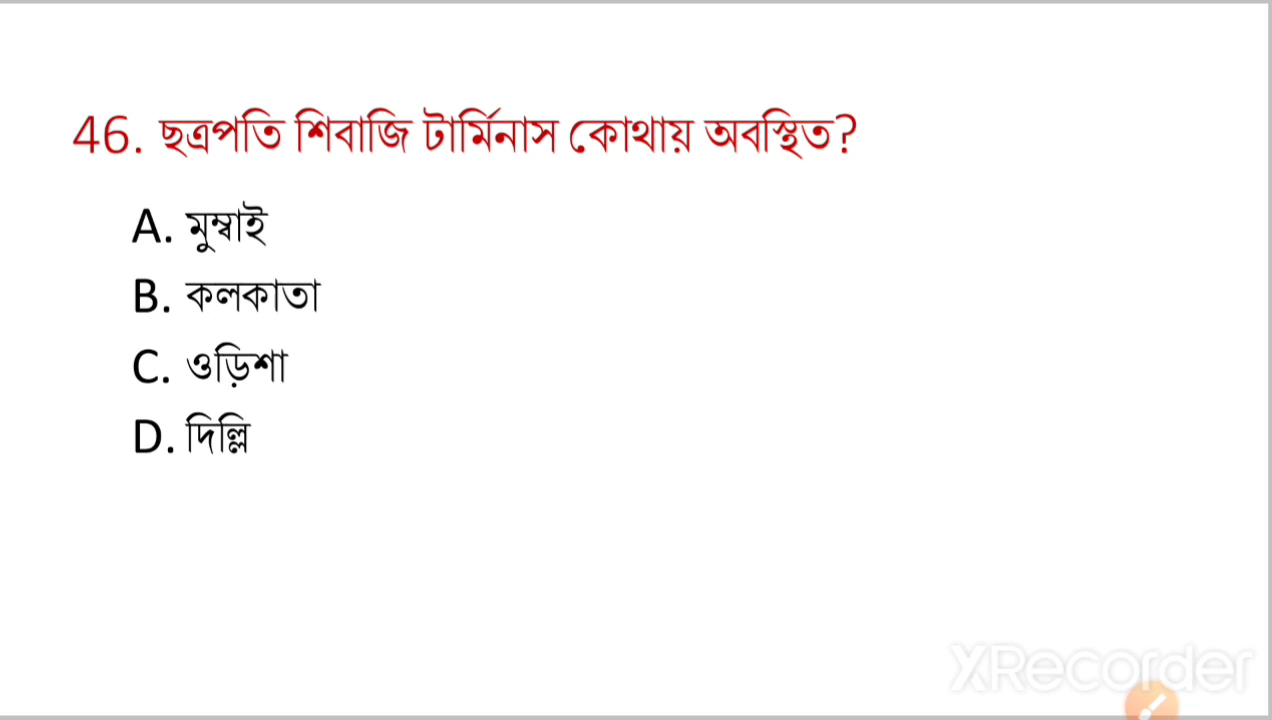 46. ছত্রপতি শিবাজি টার্মিনাস কোথায় অবস্থিত?
A. মুম্বাই
B. কলকাতা
C. ওড়িশা
D. দিল্লি
XRecorder